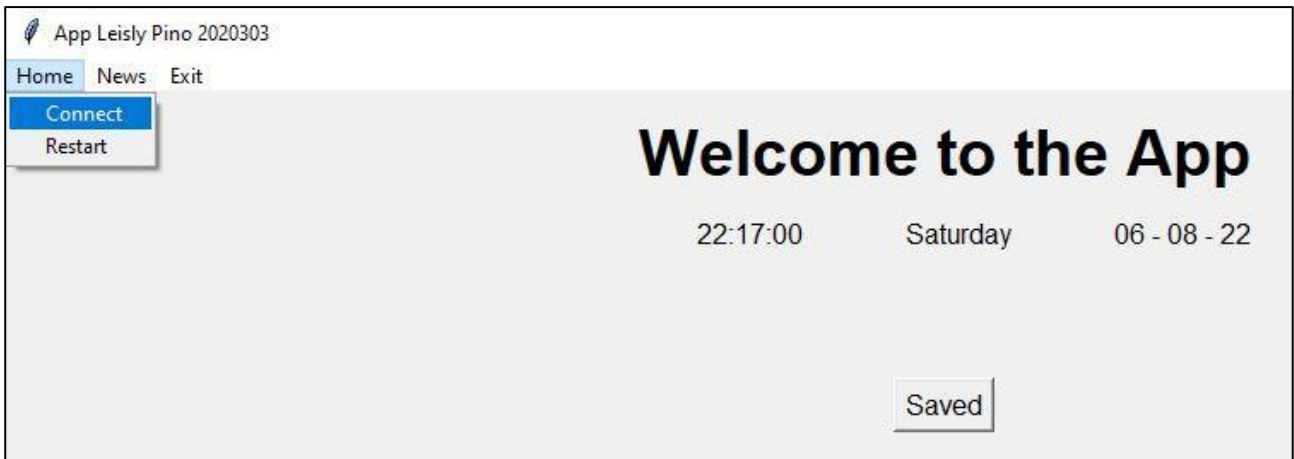 App Leisly Pino 2020303
Home News Exit
Connect
Restart
Welcome to the App
22:17:00 Saturday 06 - 08 - 22
Saved